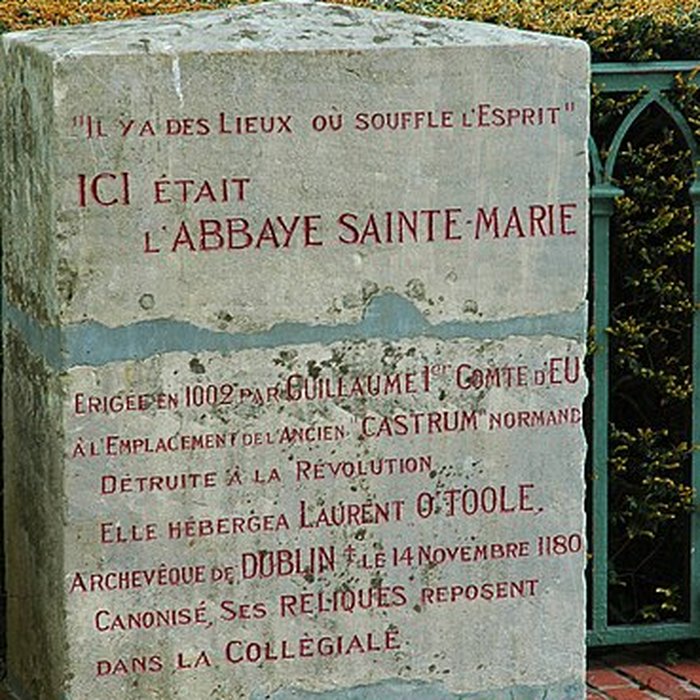 "IL Y A DES LIEUX OÙ SOUFFLE L'ESPRIT"
ICI ÉTAIT
L'ABBAYE SAINTE-MARIE
ERIGÉE EN 1002 PAR GUILLAUME 1er COMTE D'EU
À L'EMPLACEMENT DE L'ANCIEN "CASTRUM" NORMAND
DÉTRUITE À LA RÉVOLUTION
ELLE HÉBERGEA LAURENT O'TOOLE.
ARCHEVÊQUE DE DUBLIN † LE 14 NOVEMBRE 1180
CANONISÉ, SES RELIQUES REPOSENT
DANS LA COLLÈGIALE